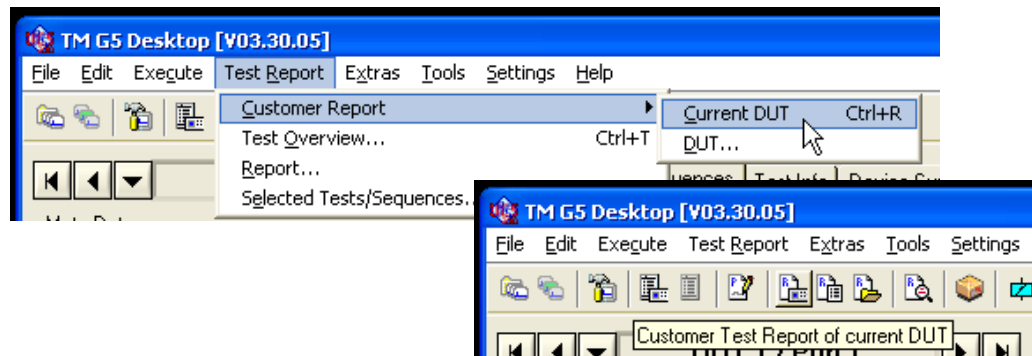 TM G5 Desktop [V03.30.05]
File Edit Execute Test Report Extras Tools Settings Help
Customer Report
Current DUT Ctrl+R
Test Overview... Ctrl+T
DUT...
Report...
Selected Tests/Sequences..
TM G5 Desktop [V03.30.05]
File Edit Execute Test Report Extras Tools Settings
Customer Test Report of current DUT